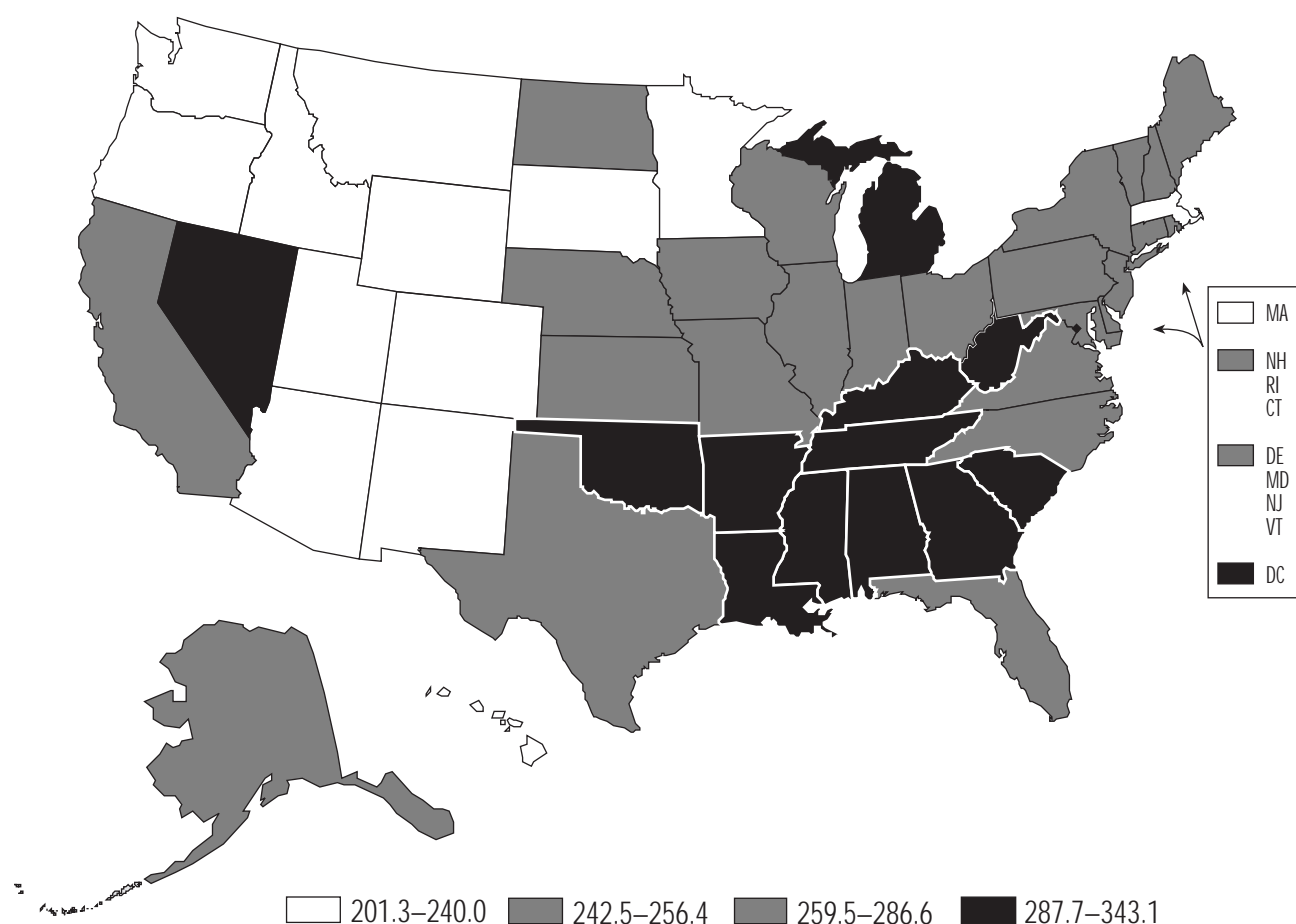 MA
NH
RI
CT
DE
MD
NJ
VT
DC
201.3–240.0 242.5–256.4 259.5–286.6 287.7–343.1